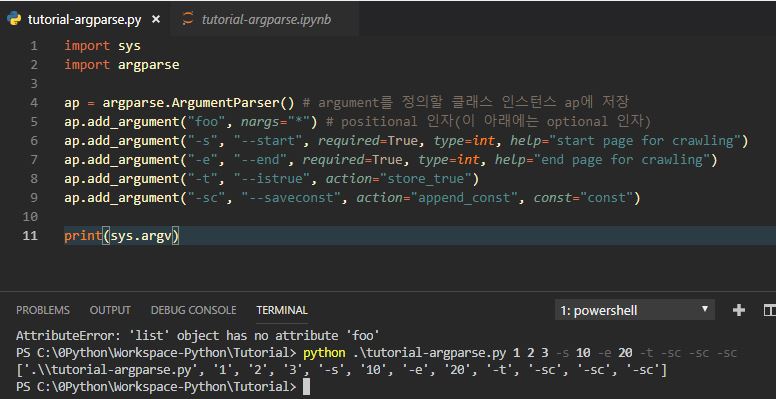 tutorial-argparse.py × tutorial-argparse.ipynb
1 import sys
2 import argparse
3
4 ap = argparse.ArgumentParser() # argument를 정의할 클래스 인스턴스 ap에 저장
5 ap.add_argument("foo", nargs="*") # positional 인자(이 아래에는 optional 인자)
6 ap.add_argument("-s", "--start", required=True, type=int, help="start page for crawling")
7 ap.add_argument("-e", "--end", required=True, type=int, help="end page for crawling")
8 ap.add_argument("-t", "--istrue", action="store_true")
9 ap.add_argument("-sc", "--saveconst", action="append_const", const="const")
10
11 print(sys.argv)
PROBLEMS OUTPUT DEBUG CONSOLE TERMINAL 1: powershell
AttributeError: 'list' object has no attribute 'foo'
PS C:\0Python\Workspace-Python\Tutorial> python .\tutorial-argparse.py 1 2 3 -s 10 -e 20 -t -sc -sc -sc
['.\\tutorial-argparse.py', '1', '2', '3', '-s', '10', '-e', '20', '-t', '-sc', '-sc', '-sc']
PS C:\0Python\Workspace-Python\Tutorial>